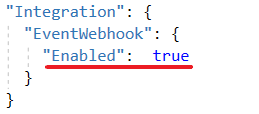 "Integration": {
"EventWebhook": {
"Enabled": true
}
}